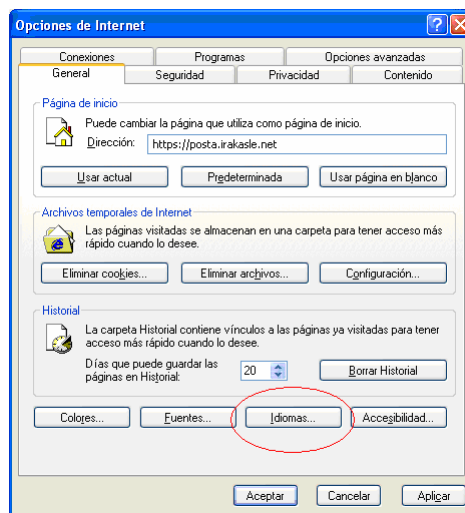 Opciones de Internet
Conexiones Programas Opciones avanzadas
General Seguridad Privacidad Contenido
Página de inicio
Puede cambiar la página que utiliza como página de inicio.
Dirección: https://posta.irakasle.net
Usar actual Predeterminada Usar página en blanco
Archivos temporales de Internet
Las páginas visitadas se almacenan en una carpeta para tener acceso más
rápido cuando lo desee.
Eliminar cookies... Eliminar archivos... Configuración...
Historial
La carpeta Historial contiene vínculos a las páginas ya visitadas para tener
acceso más rápido cuando lo desee.
Días que puede guardar las
páginas en Historial: 20 Borrar Historial
Colores... Fuentes... Idiomas... Accesibilidad...
Aceptar Cancelar Aplicar